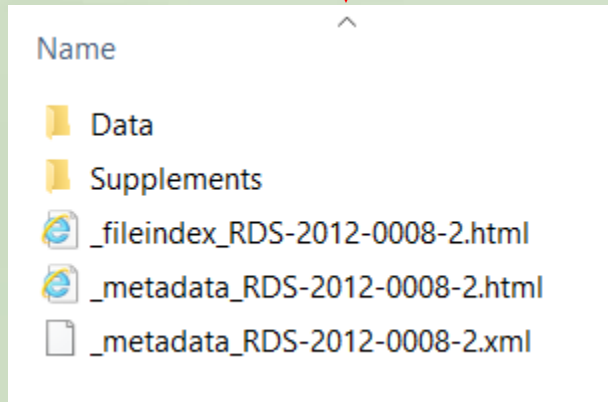 Name
Data
Supplements
_fileindex_RDS-2012-0008-2.html
_metadata_RDS-2012-0008-2.html
_metadata_RDS-2012-0008-2.xml